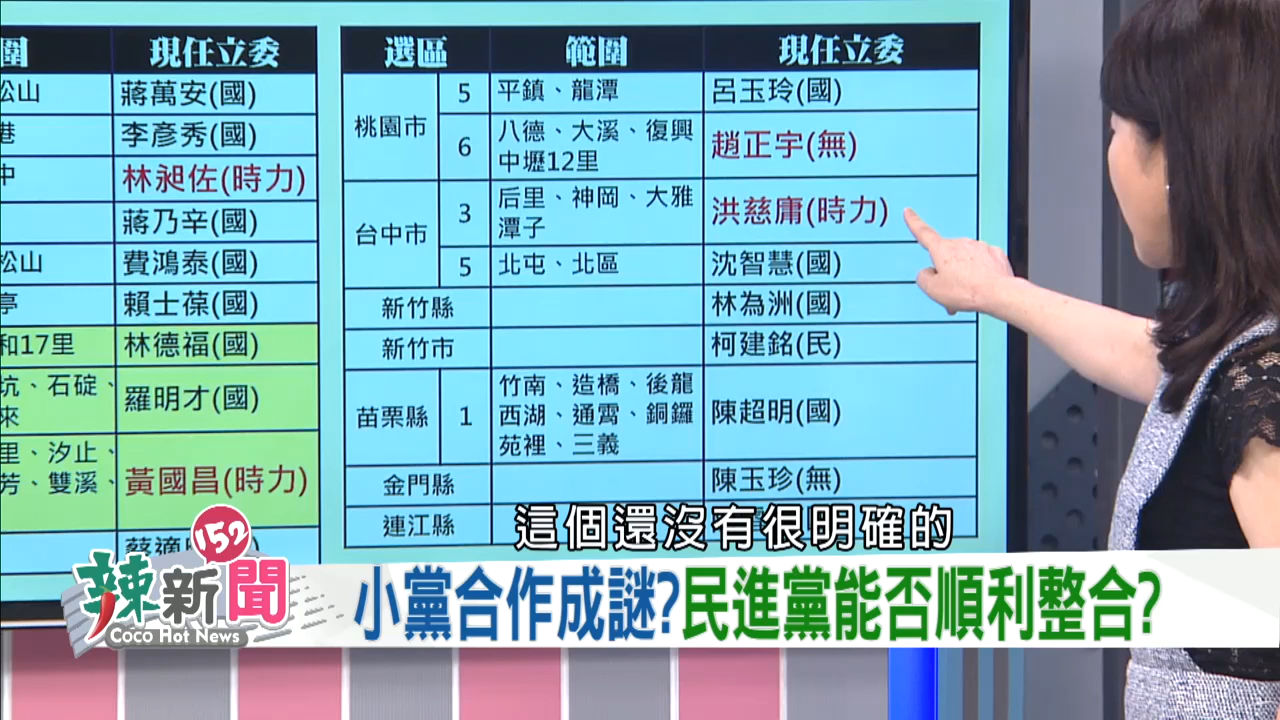 圍 現任立委
松山 蔣萬安(國)
港 李彥秀(國)
中 林昶佐(時力)
蔣乃辛(國)
松山 費鴻泰(國)
亭 賴士葆(國)
和17里 林德福(國)
坑、石碇、
來
羅明才(國)
里、汐止、
芳、雙溪、
黃國昌(時力)
蔡適應
選區 範圍 現任立委
桃園市
5 平鎮、龍潭 呂玉玲(國)
6 八德、大溪、復興
中壢12里
趙正宇(無)
台中市
3 后里、神岡、大雅
潭子
洪慈庸(時力)
5 北屯、北區 沈智慧(國)
新竹縣 林為洲(國)
新竹市 柯建銘(民)
苗栗縣 1
竹南、造橋、後龍
西湖、通霄、銅鑼
苑裡、三義
陳超明(國)
金門縣 陳玉珍(無)
連江縣
這個還沒有很明確的
152
辣新聞
Coco Hot News
小黨合作成謎?民進黨能否順利整合?